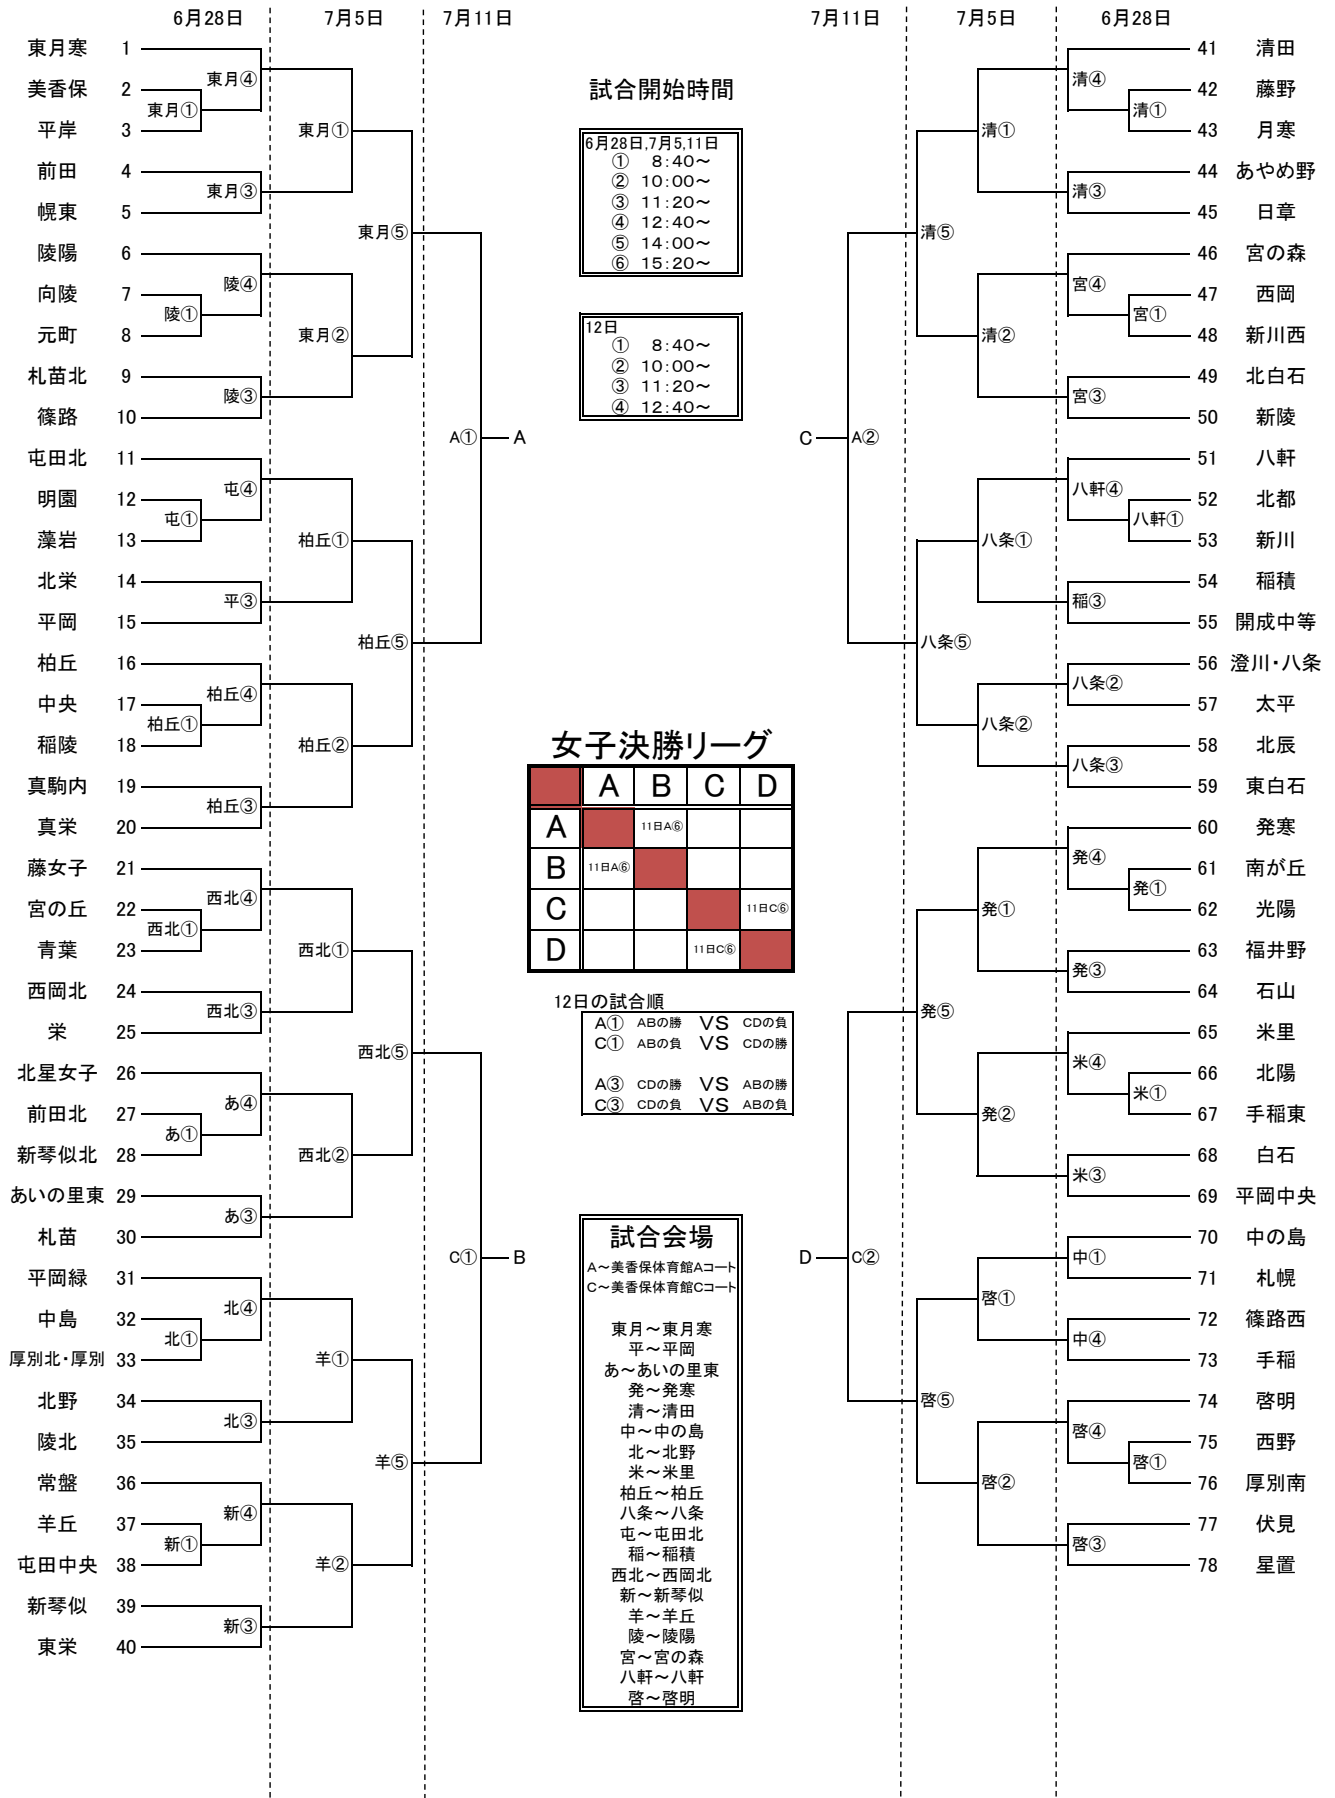 6月28日 7月5日 7月11日 7月11日 7月5日 6月28日
東月寒 1
美香保 2
平岸 3
前田 4
幌東 5
陵陽 6
向陵 7
元町 8
札苗北 9
篠路 10
屯田北 11
明園 12
藻岩 13
北栄 14
平岡 15
柏丘 16
中央 17
稲陵 18
真駒内 19
真栄 20
藤女子 21
宮の丘 22
青葉 23
西岡北 24
栄 25
北星女子 26
前田北 27
新琴似北 28
あいの里東 29
札苗 30
平岡緑 31
中島 32
厚別北・厚別 33
北野 34
陵北 35
常盤 36
羊丘 37
屯田中央 38
新琴似 39
東栄 40
東月①
東月④
東月③
陵①
陵④
陵③
屯①
屯④
平③
柏丘①
柏丘④
柏丘③
西北①
西北④
西北③
あ①
あ④
あ③
北①
北④
北③
新①
新④
新③
東月①
東月②
柏丘①
柏丘②
西北①
西北②
羊①
羊②
東月⑤
柏丘⑤
西北⑤
羊⑤
A① A
C① B
試合開始時間
6月28日,7月5,11日
① 8:40～
② 10:00～
③ 11:20～
④ 12:40～
⑤ 14:00～
⑥ 15:20～
12日
① 8:40～
② 10:00～
③ 11:20～
④ 12:40～
女子決勝リーグ
A B C D
A 11日A⑥
B 11日A⑥
C 11日C⑥
D 11日C⑥
12日の試合順
A① ABの勝 VS CDの負
C① ABの負 VS CDの勝
A③ CDの勝 VS ABの勝
C③ CDの負 VS ABの負
試合会場
A～美香保体育館Aコート
C～美香保体育館Cコート
東月～東月寒
平～平岡
あ～あいの里東
発～発寒
清～清田
中～中の島
北～北野
米～米里
柏丘～柏丘
八条～八条
屯～屯田北
稲～稲積
西北～西岡北
新～新琴似
羊～羊丘
陵～陵陽
宮～宮の森
八軒～八軒
啓～啓明
C A②
D C②
清⑤
八条⑤
発⑤
啓⑤
清①
清②
八条①
八条②
発①
発②
啓①
啓②
清④
清①
清③
宮④
宮①
宮③
八軒④
八軒①
稲③
八条②
八条③
発④
発①
発③
米④
米①
米③
中①
中④
啓④
啓①
啓③
41 清田
42 藤野
43 月寒
44 あやめ野
45 日章
46 宮の森
47 西岡
48 新川西
49 北白石
50 新陵
51 八軒
52 北都
53 新川
54 稲積
55 開成中等
56 澄川・八条
57 太平
58 北辰
59 東白石
60 発寒
61 南が丘
62 光陽
63 福井野
64 石山
65 米里
66 北陽
67 手稲東
68 白石
69 平岡中央
70 中の島
71 札幌
72 篠路西
73 手稲
74 啓明
75 西野
76 厚別南
77 伏見
78 星置